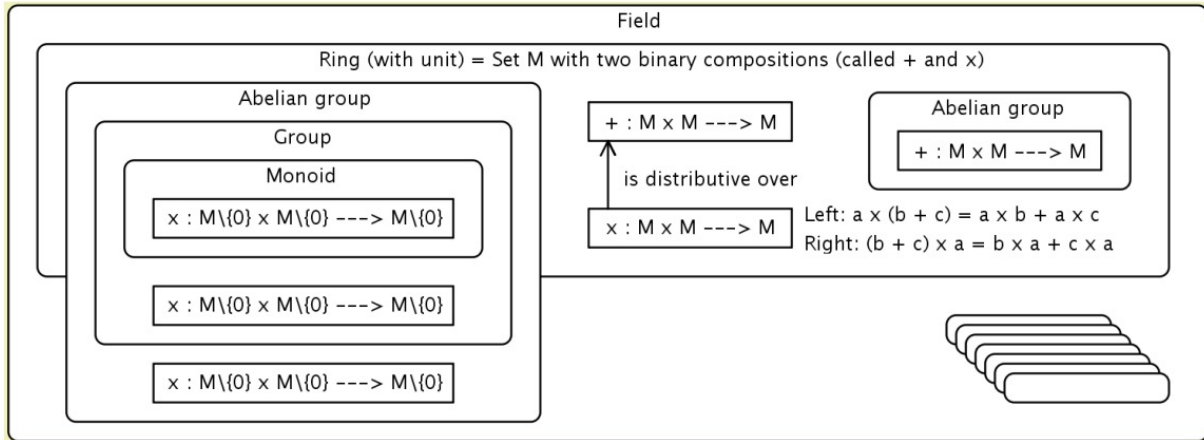 Field
Ring (with unit) = Set M with two binary compositions (called + and x)
Abelian group
Group
Monoid
x : M\{0} x M\{0} ---> M\{0}
x : M\{0} x M\{0} ---> M\{0}
x : M\{0} x M\{0} ---> M\{0}
+ : M x M ---> M
is distributive over
x : M x M ---> M
Left: a x (b + c) = a x b + a x c
Right: (b + c) x a = b x a + c x a
Abelian group
+ : M x M ---> M